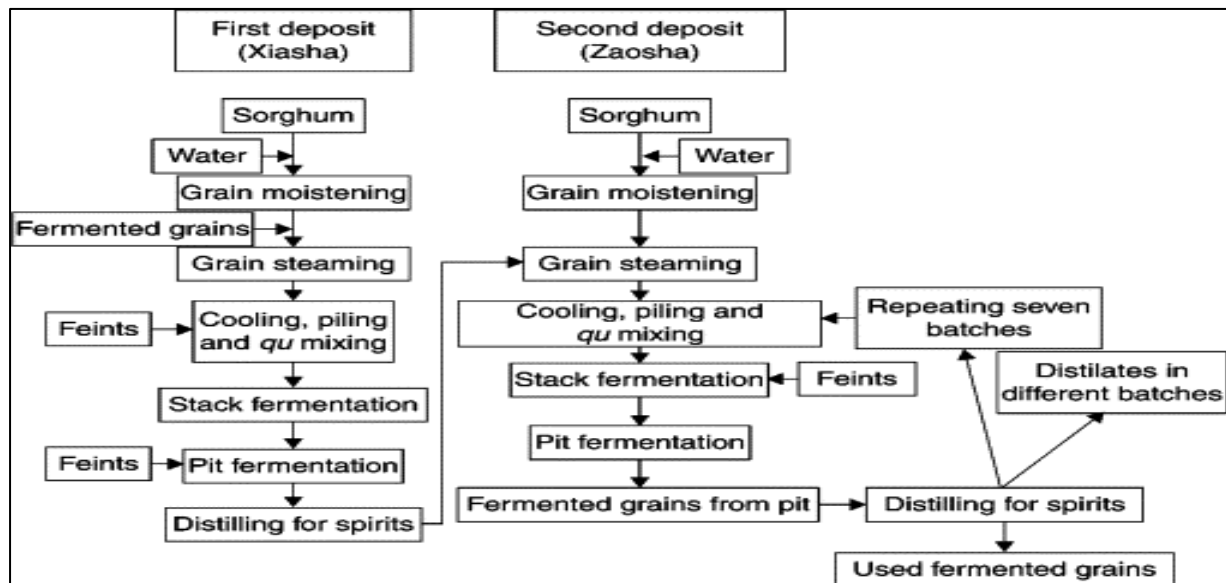 First deposit
(Xiasha)
Second deposit
(Zaosha)
Sorghum
Water
Grain moistening
Fermented grains
Grain steaming
Feints
Cooling, piling
and qu mixing
Stack fermentation
Feints
Pit fermentation
Distilling for spirits
Sorghum
Water
Grain moistening
Grain steaming
Cooling, piling and
qu mixing
Repeating seven
batches
Stack fermentation
Feints
Distilates in
different batches
Pit fermentation
Fermented grains from pit
Distilling for spirits
Used fermented grains